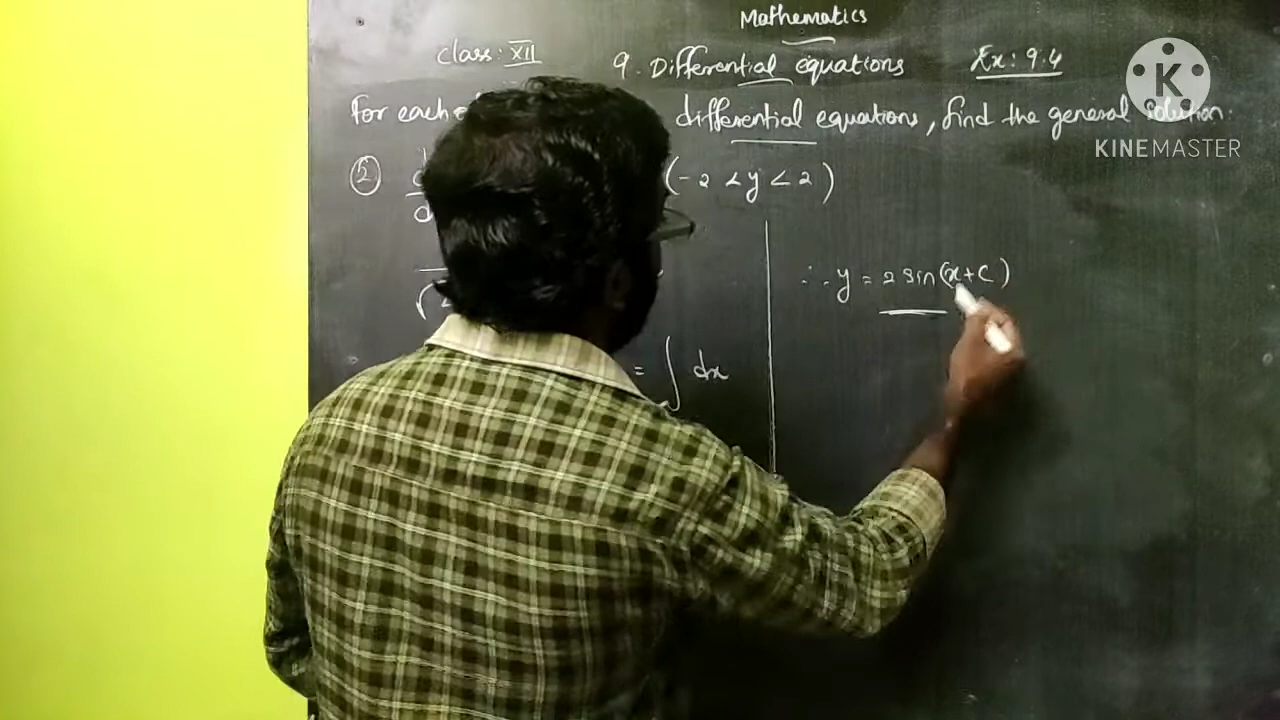 Mathematics
class: XII 9. Differential equations Ex: 9.4
For each differential equations, find the general solution.
② (-2 < y < 2)
∴ y = 2 sin(x+c)
= ∫ dx
K
KINEMASTER